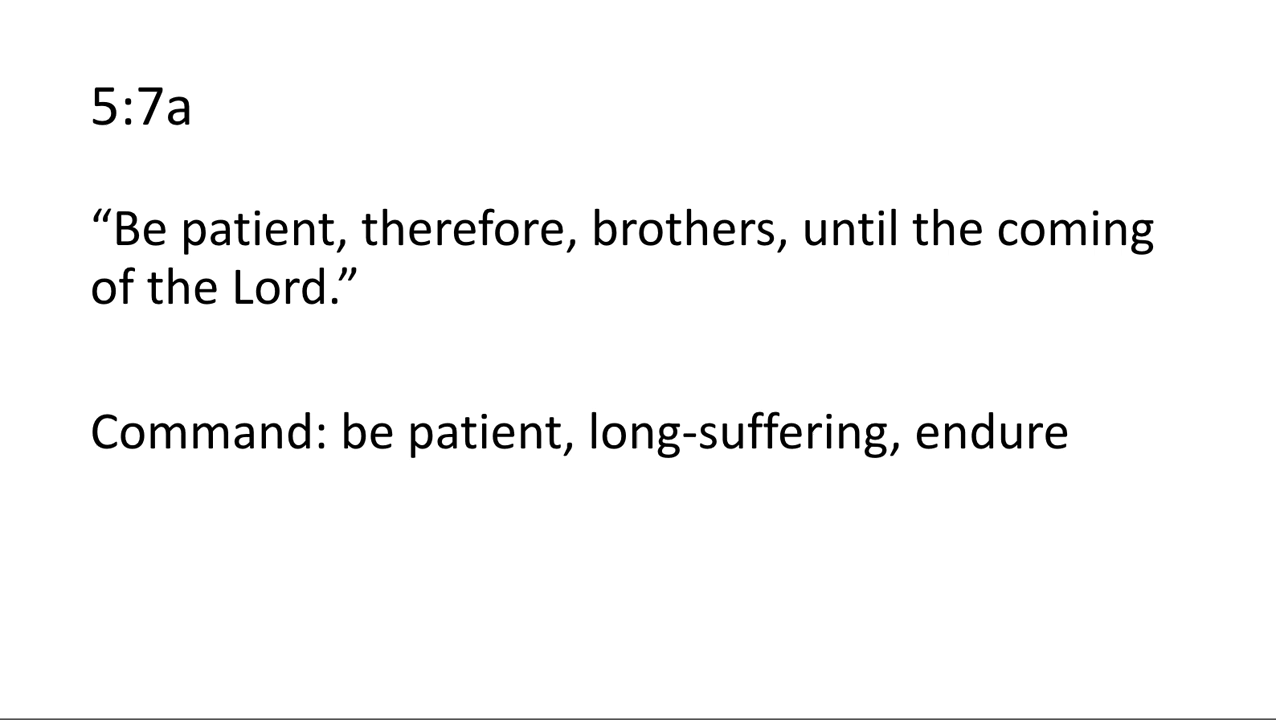 5:7a
“Be patient, therefore, brothers, until the coming
of the Lord.”
Command: be patient, long-suffering, endure